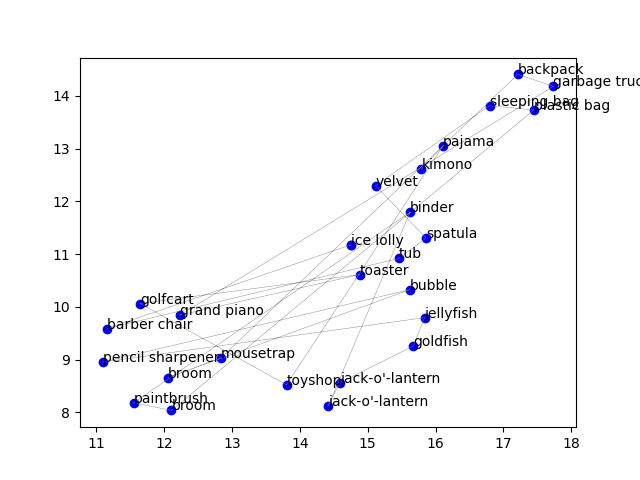 backpack
garbage truc
sleeping bag
plastic bag
14
pajama
13
kimono
velvet
12
binder
spatula
ice lolly
11
tub
toaster
bubble
golfcart
grand piano
10
jellyfish
barber chair
goldfish
pencil sharpener
mousetrap
9
broom
toyshop
jack-o'-lantern
paintbrush
broom
jack-o'-lantern
8
11 12 13 14 15 16 17 18